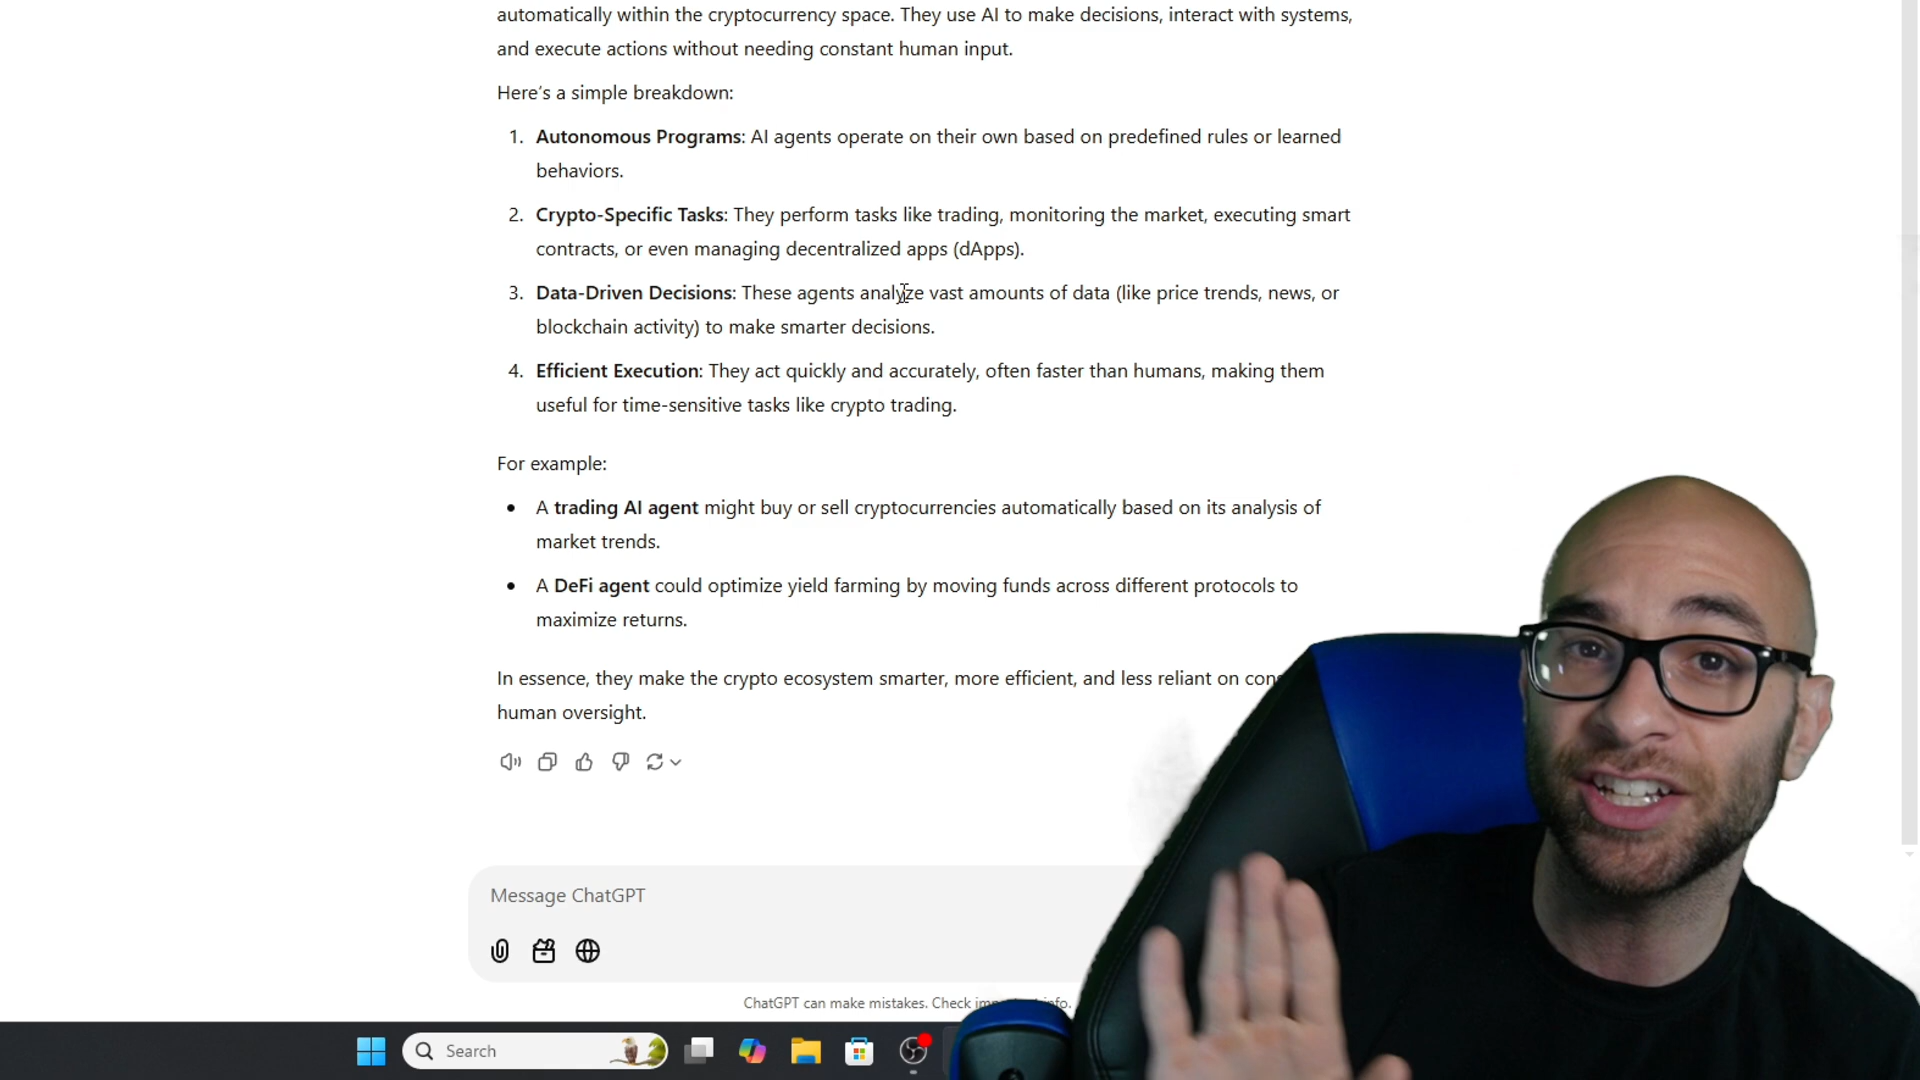 automatically within the cryptocurrency space. They use AI to make decisions, interact with systems,
and execute actions without needing constant human input.
Here's a simple breakdown:
1. Autonomous Programs: AI agents operate on their own based on predefined rules or learned
behaviors.
2. Crypto-Specific Tasks: They perform tasks like trading, monitoring the market, executing smart
contracts, or even managing decentralized apps (dApps).
3. Data-Driven Decisions: These agents analyze vast amounts of data (like price trends, news, or
blockchain activity) to make smarter decisions.
4. Efficient Execution: They act quickly and accurately, often faster than humans, making them
useful for time-sensitive tasks like crypto trading.
For example:
• A trading AI agent might buy or sell cryptocurrencies automatically based on its analysis of
market trends.
• A DeFi agent could optimize yield farming by moving funds across different protocols to
maximize returns.
In essence, they make the crypto ecosystem smarter, more efficient, and less reliant on
human oversight.
Message ChatGPT
ChatGPT can make mistakes. Check info.
Search